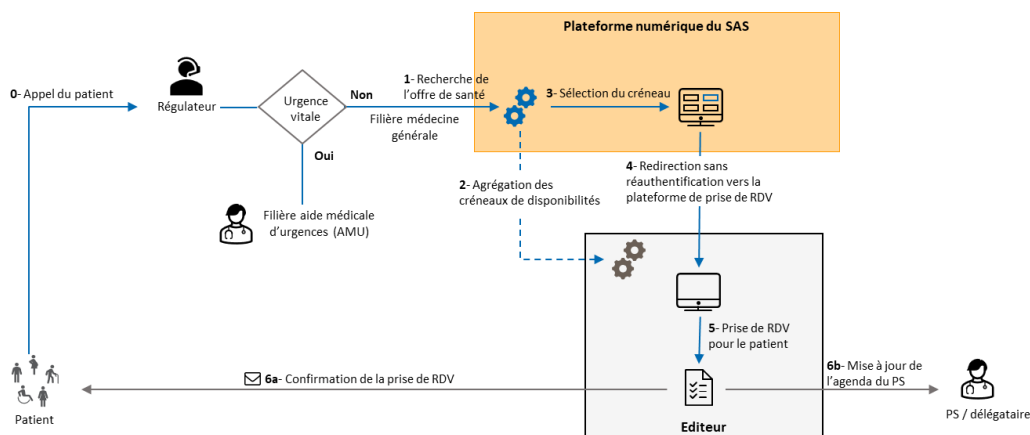 Plateforme numérique du SAS
0- Appel du patient
Régulateur
Urgence
vitale
Non
Filière médecine
générale
1- Recherche de
l'offre de santé
3- Sélection du créneau
Oui
Filière aide médicale
d'urgences (AMU)
2- Agrégation des
créneaux de disponibilités
4- Redirection sans
réauthentification vers la
plateforme de prise de RDV
5- Prise de RDV
pour le patient
6a- Confirmation de la prise de RDV
6b- Mise à jour de
l'agenda du PS
Patient
Editeur
PS / délégataire